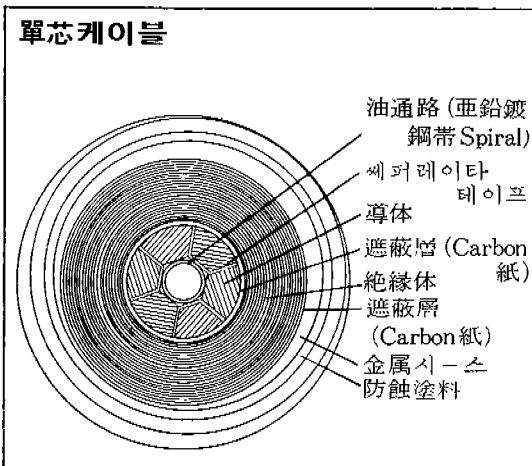 單芯케이블
油通路 (亜鉛鍍
鋼帯 Spiral)
쎄퍼레이타
테이프
導体
遮蔽層 (Carbon
紙)
絶縁体
遮蔽層
(Carbon紙)
金属시-스
防蝕塗料